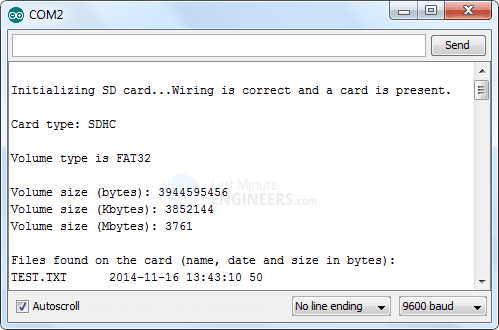 COM2
Send
Initializing SD card...Wiring is correct and a card is present.
Card type: SDHC
Volume type is FAT32
Last Minute
ENGINEERS.com
Volume size (bytes): 3944595456
Volume size (Kbytes): 3852144
Volume size (Mbytes): 3761
Files found on the card (name, date and size in bytes):
TEST.TXT 2014-11-16 13:43:10 50
Autoscroll
No line ending
9600 baud